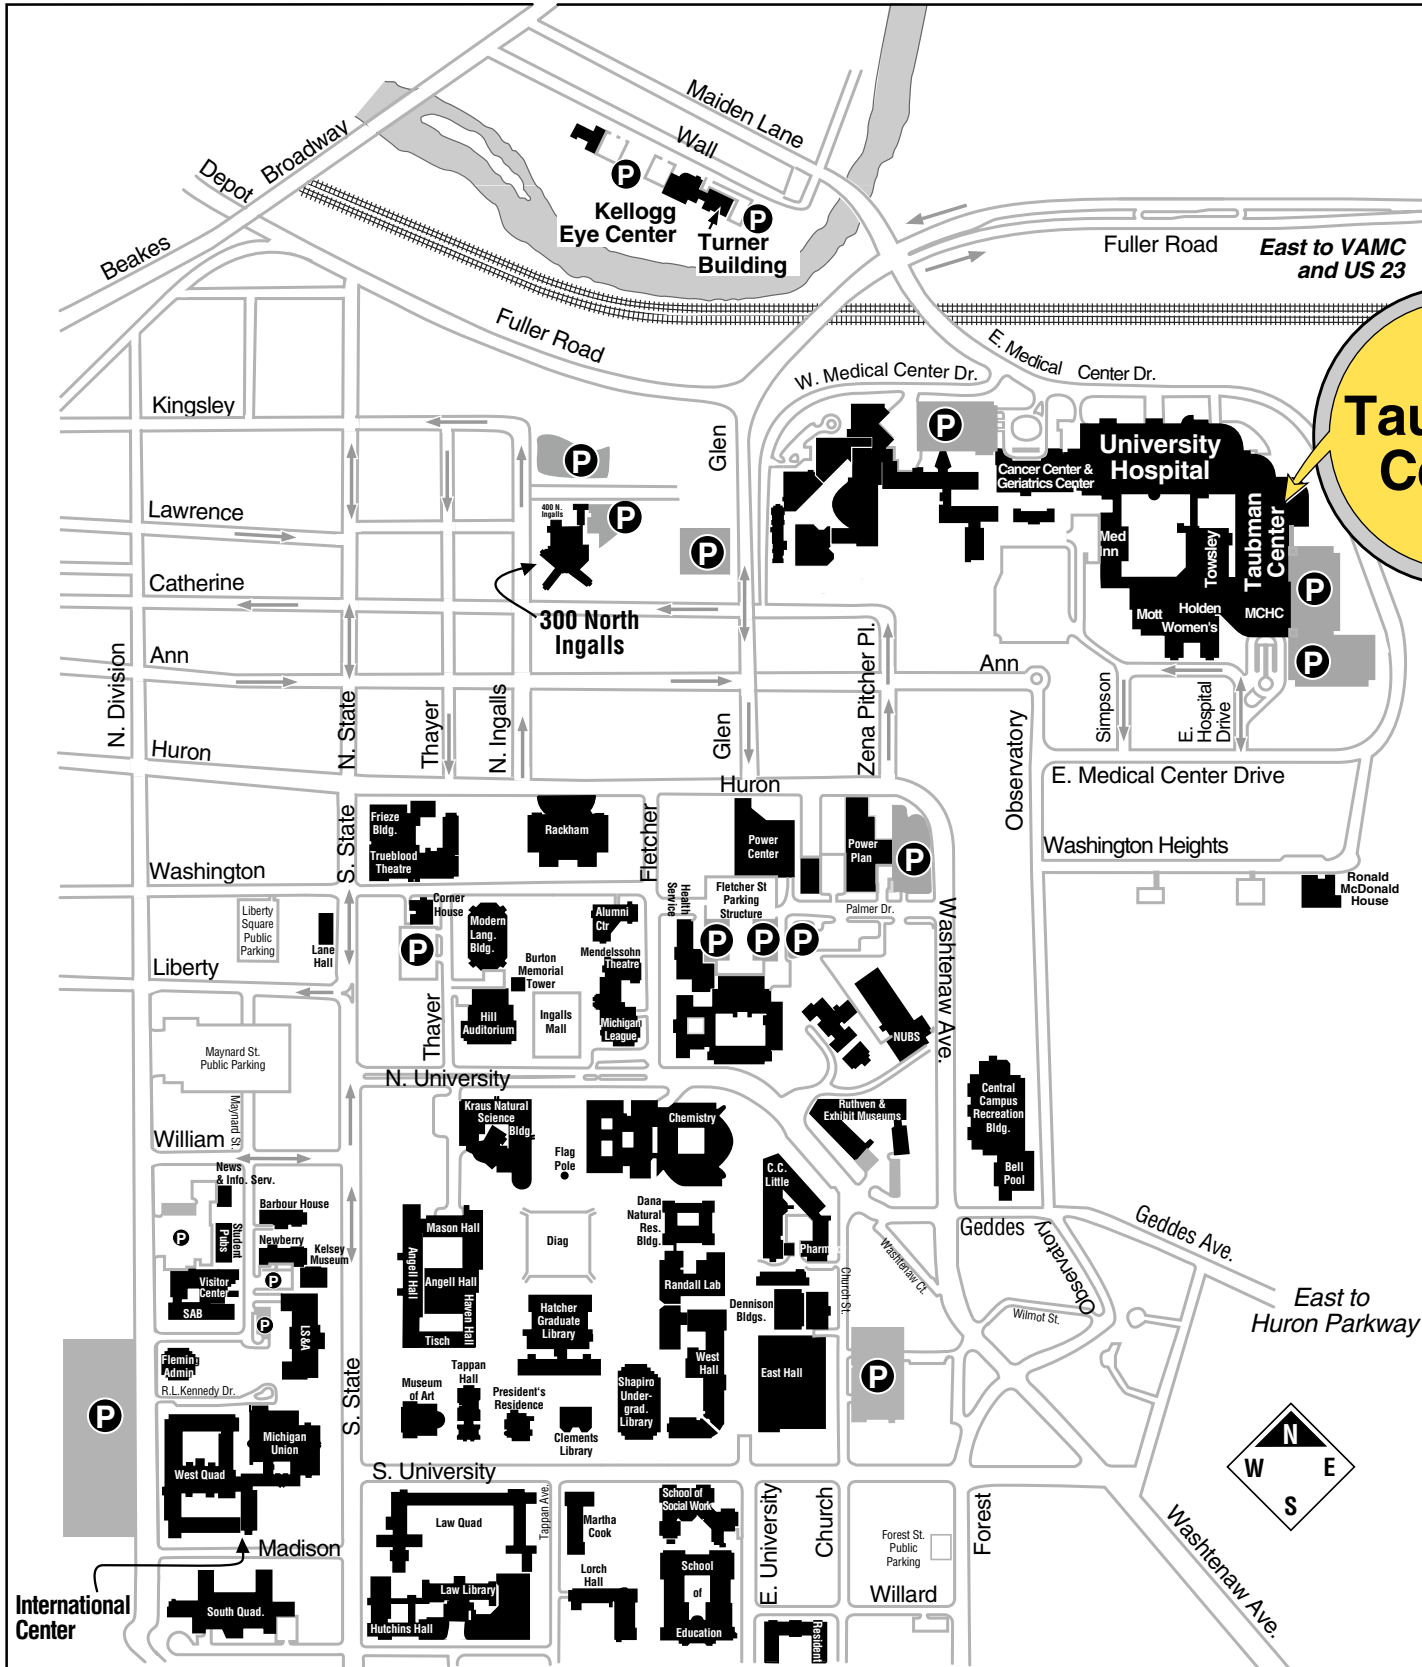 Maiden Lane
Wall
Broadway
Depot
Beakes
P
Kellogg
Eye Center
P
Turner
Building
Fuller Road
East to VAMC
and US 23
Fuller Road
E. Medical Center Dr.
W. Medical Center Dr.
Kingsley
Glen
P
P
University
Hospital
Cancer Center &
Geriatrics Center
Lawrence
400 N.
Ingalls
P
P
Med
Inn
Towsley
Taubman
Center
P
Catherine
300 North
Ingalls
Mott
Holden
Women's
MCHC
P
Ann
Ann
N. Division
N. State
Thayer
N. Ingalls
Glen
Zena Pitcher Pl.
Observatory
Simpson
E.
Hospital
Drive
Huron
Huron
E. Medical Center Drive
Frieze
Bldg.
Trueblood
Theatre
Rackham
Fletcher
Power
Center
Power
Plan
P
Washington Heights
Washington
S. State
Ronald
McDonald
House
Liberty
Square
Public
Parking
Lane
Hall
Corner
House
P
Modern
Lang.
Bldg.
Alumni
Ctr
Health
Service
Fletcher St
Parking
Structure
P
P
P
Palmer Dr.
Washtenaw Ave.
Liberty
Burton
Memorial
Tower
Mendelssohn
Theatre
Hill
Auditorium
Ingalls
Mall
Michigan
League
NUBS
Thayer
Maynard St.
Public Parking
N. University
Central
Campus
Recreation
Bldg.
Bell
Pool
Maynard St.
William
Kraus Natural
Science
Bldg.
Flag
Pole
Chemistry
Ruthven &
Exhibit Museums
C.C.
Little
News
& Info. Serv.
Barbour House
Student
Pubs
Newberry
Kelsey
Museum
P
P
P
Visitor
Center
SAB
LS&A
Mason Hall
Angell Hall
Angell Hall
Haven Hall
Tisch
Diag
Dana
Natural
Res.
Bldg.
Randall Lab
Pharmac
Church St.
Washtenaw Ct.
Geddes
Observatory
Geddes Ave.
East to
Huron Parkway
Wilmot St.
Hatcher
Graduate
Library
Dennison
Bldgs.
West
Hall
East Hall
P
Fleming
Admin
R.L.Kennedy Dr.
S. State
Museum
of Art
Tappan
Hall
President's
Residence
Clements
Library
Shapiro
Under-
grad.
Library
P
Michigan
Union
West Quad
S. University
N
W E
S
Law Quad
Tappan Ave.
Martha
Cook
School of
Social Work
E. University
Church
Forest St.
Public
Parking
Forest
Washtenaw Ave.
Madison
Law Library
Hutchins Hall
Lorch
Hall
School
of
Education
Willard
International
Center
South Quad.
Resident